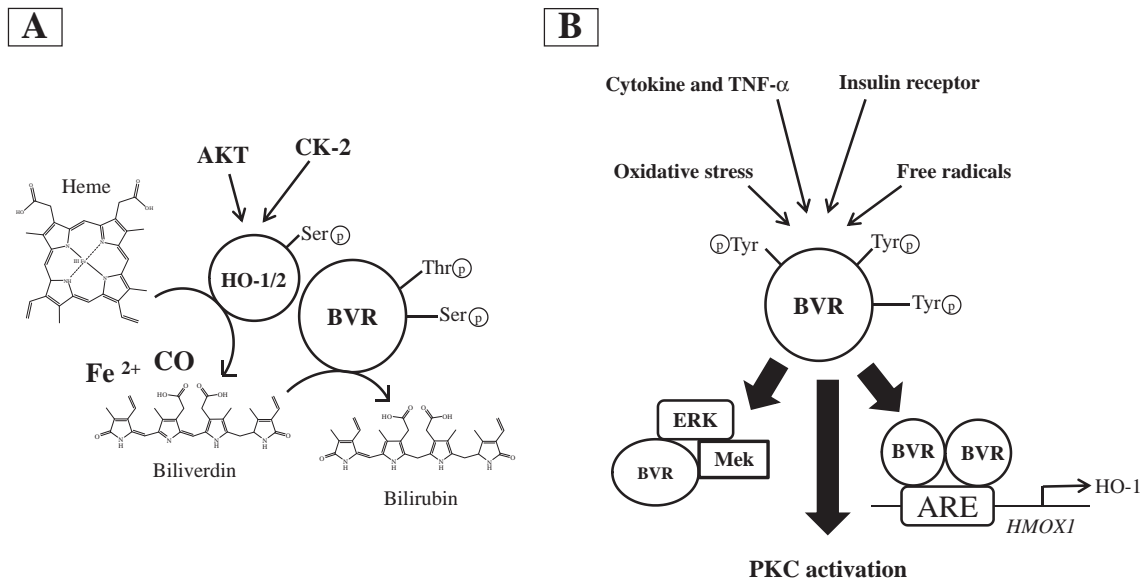 A
AKT
CK-2
Heme
Ser p
HO-1/2
Thr p
BVR
Ser p
Fe 2+
CO
Biliverdin
Bilirubin
B
Cytokine and TNF-α
Insulin receptor
Oxidative stress
Free radicals
p Tyr
Tyr p
BVR
Tyr p
ERK
Mek
BVR
BVR
BVR
ARE
HO-1
HMOX1
PKC activation